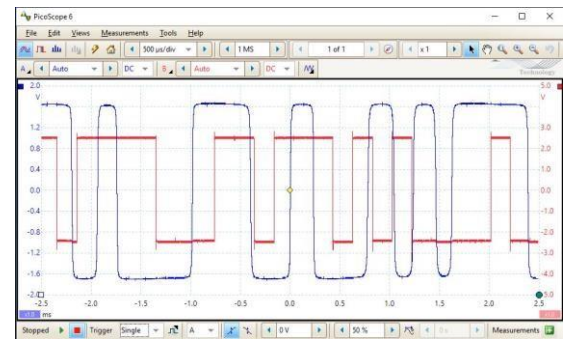 PicoScope 6
File Edit Views Measurements Tools Help
500 µs/div 1 MS 1 of 1 x 1
A Auto DC B Auto DC
Technology
2.0 5.0
V V
1.2 3.0
0.8 2.0
0.4 1.0
0.0 0.0
-0.4 -1.0
-0.8 -2.0
-1.2 -3.0
-1.6 -4.0
-2.0 -5.0
-2.5 -2.0 -1.5 -1.0 -0.5 0.0 0.5 1.0 1.5 2.0 2.5
ms
Stopped Trigger Single A 0 V 50 % Measurements